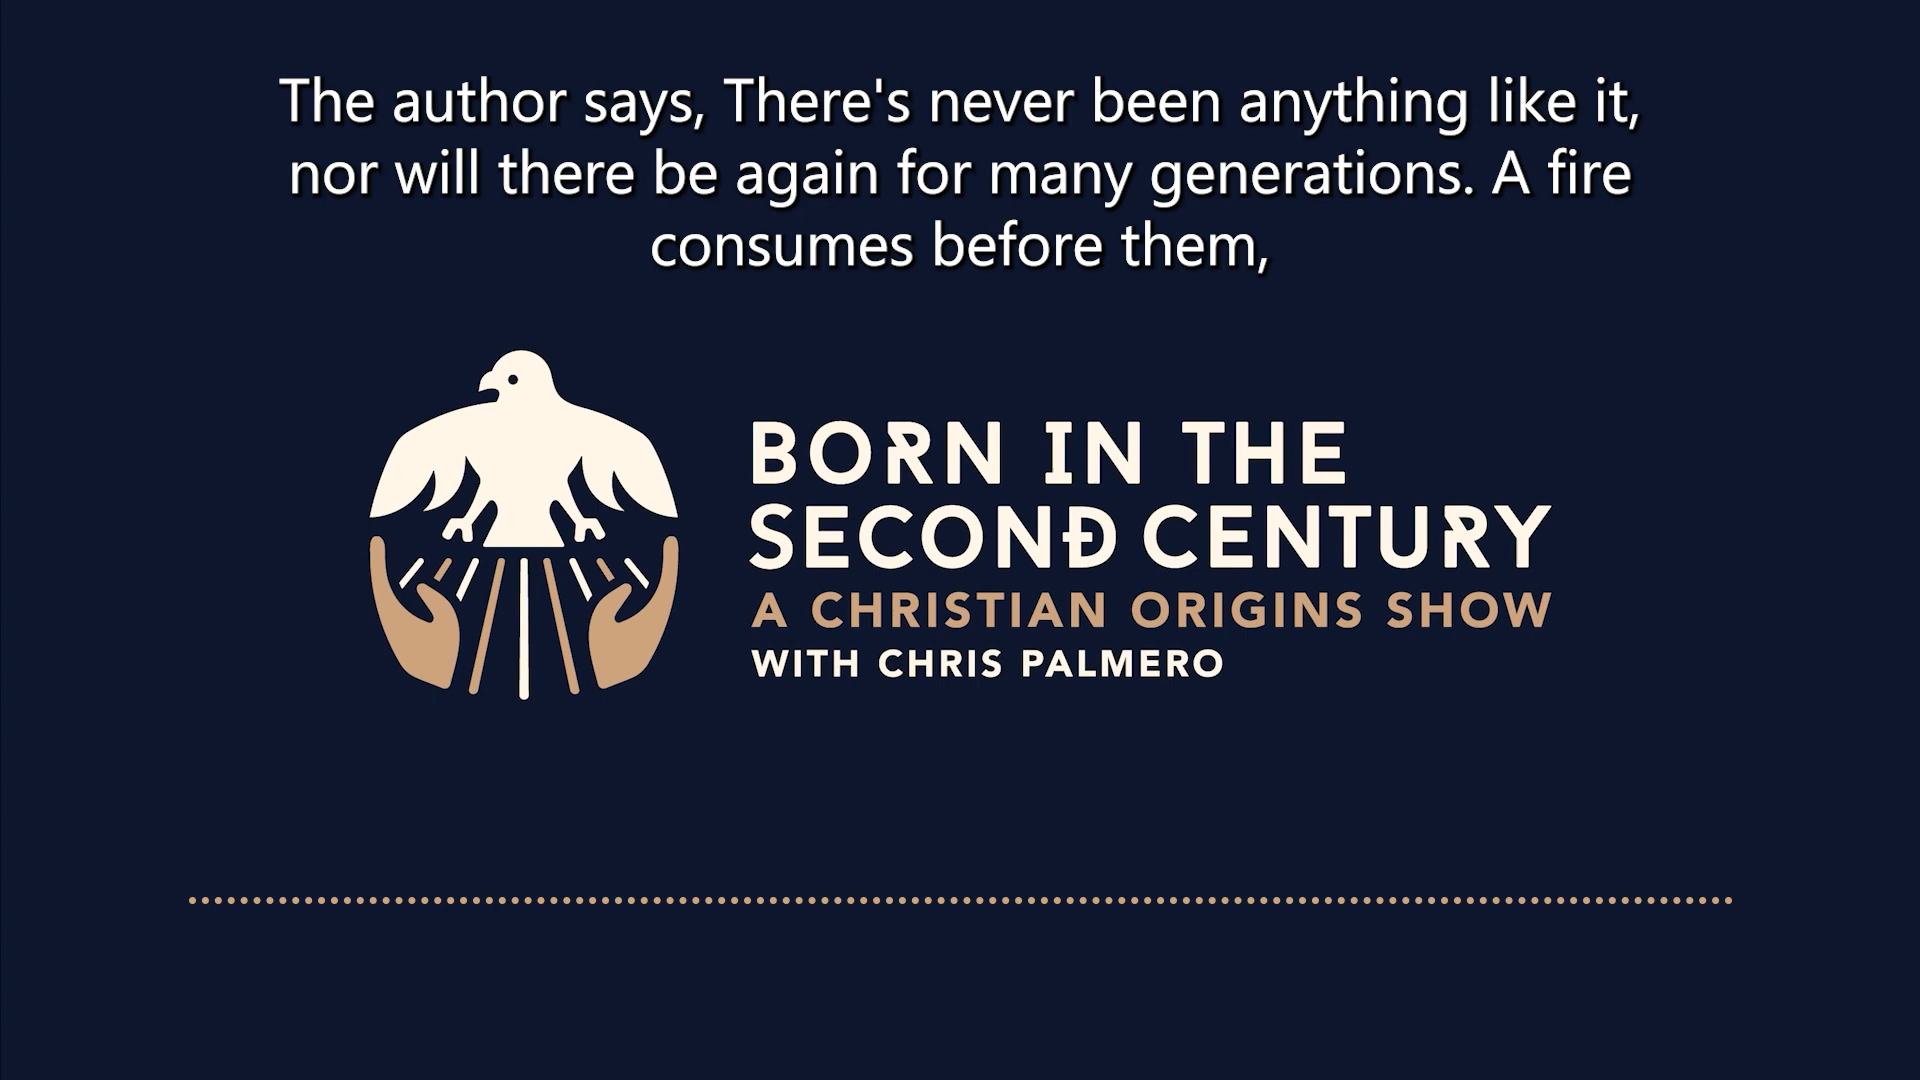 The author says, There's never been anything like it,
nor will there be again for many generations. A fire
consumes before them,
BORN IN THE
SECOND CENTURY
A CHRISTIAN ORIGINS SHOW
WITH CHRIS PALMERO